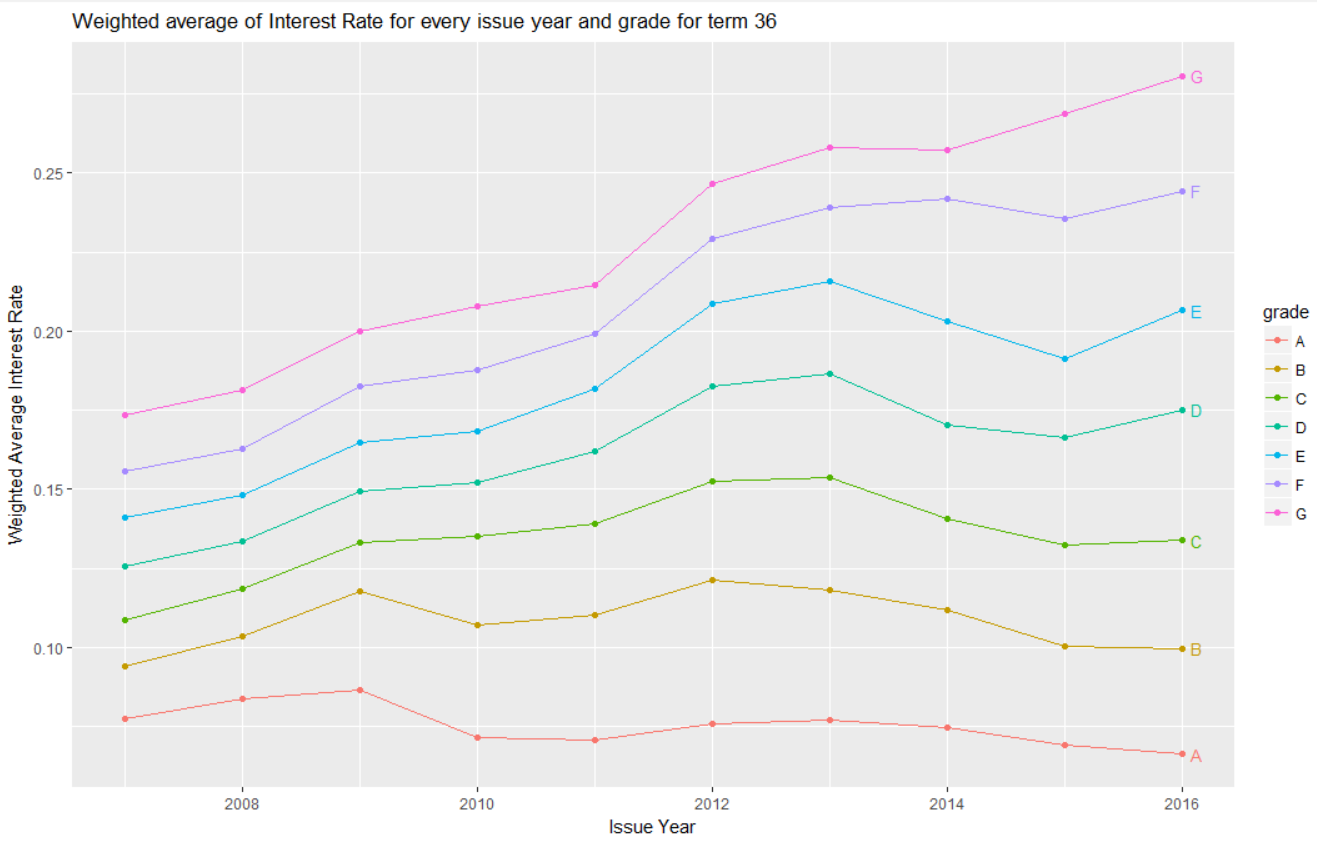 Weighted average of Interest Rate for every issue year and grade for term 36
G
0.25
F
E
grade
0.20
A
B
C
D
D
E
Weighted Average Interest Rate
F
0.15
G
C
0.10
B
A
2008 2010 2012 2014 2016
Issue Year